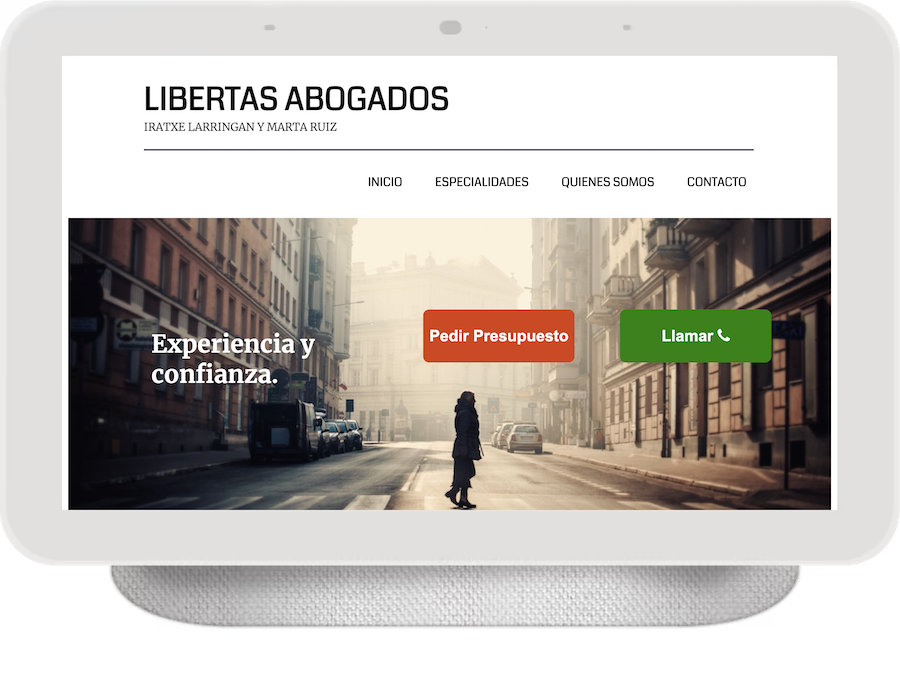 LIBERTAS ABOGADOS
IRATXE LARRINGAN Y MARTA RUIZ
INICIO ESPECIALIDADES QUIENES SOMOS CONTACTO
Pedir Presupuesto Llamar
Experiencia y
confianza.